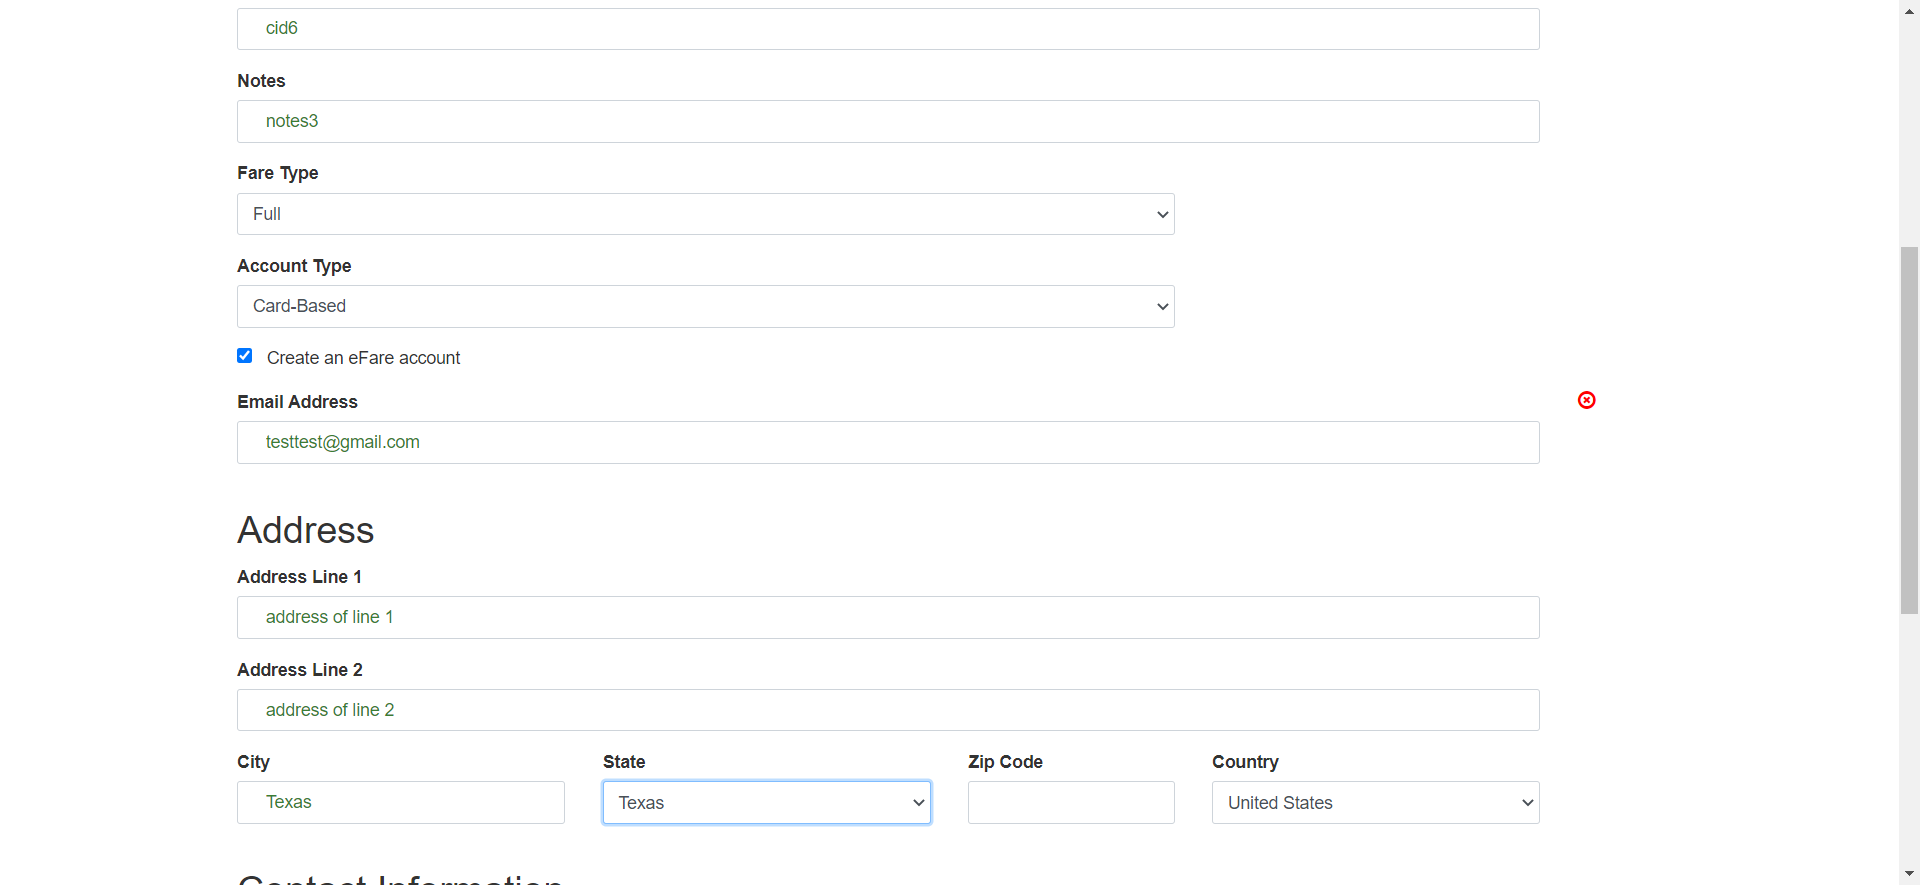 cid6
Notes
notes3
Fare Type
Full
Account Type
Card-Based
Create an eFare account
Email Address
testtest@gmail.com
Address
Address Line 1
address of line 1
Address Line 2
address of line 2
City State Zip Code Country
Texas Texas United States
Contact Information